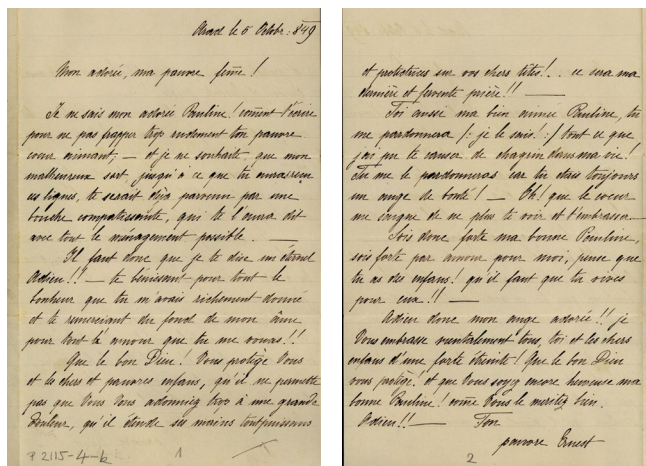 Arad le 5 Octobr: 849
Mon adorée, ma pauvre femme!
Je ne sais mon adorée Pauline! coment t'écrire
pour ne pas frapper trop rudement ton pauvre
coeur aimant; — et je ne souhaite, que mon
malheureux sort, jusqu'à ce que tu auras reçu
ces lignes, te serait déja parvenu par une
bouche compatissante, qui te l'aura dit
avec tout le ménagement possible. —
Il faut donc que je te dise un éternel
Adieu!! — te bénissant pour tout le
bonheur que tu m'avais richement donné
et te remerciant du fond de mon âme
pour tout l'amour que tu me vouas!!
Que le bon Dieu! Vous protège Vous
et les chers et pauvres enfans, qu'il ne permette
pas que Vous Vous adonniez trop à une grande
douleur, qu'il étende ses mains toutpuissans
P 2115-4-b 1
et protectrices sur vos chers têtes!.. ce sera ma
dernière et fervente prière!! —
Toi aussi ma bien aimée Pauline, tu
me pardonnera /: je le sais! :/ tout ce que
j'ai pu te causer de chagrin dans ma vie!
Tu me le pardonneras car tu étais toujours
un ange de bonté! — Oh! que le coeur
me saigne de ne plus te voir et t'embrasser —
Sois donc forte ma bonne Pauline,
sois forte par amour pour moi, pense que
tu as des enfans! qu'il faut que tu vives
pour eux!! —
Adieu donc mon ange adorée!! je
Vous embrasse mentalement tous, toi et les chers
enfans d'une forte étreinte! Que le bon Dieu
vous protège, et que Vous soyez encore heureuse ma
bonne Pauline! come Vous le meritez bien.
Adieu!! — Ton
pauvre Ernest
2